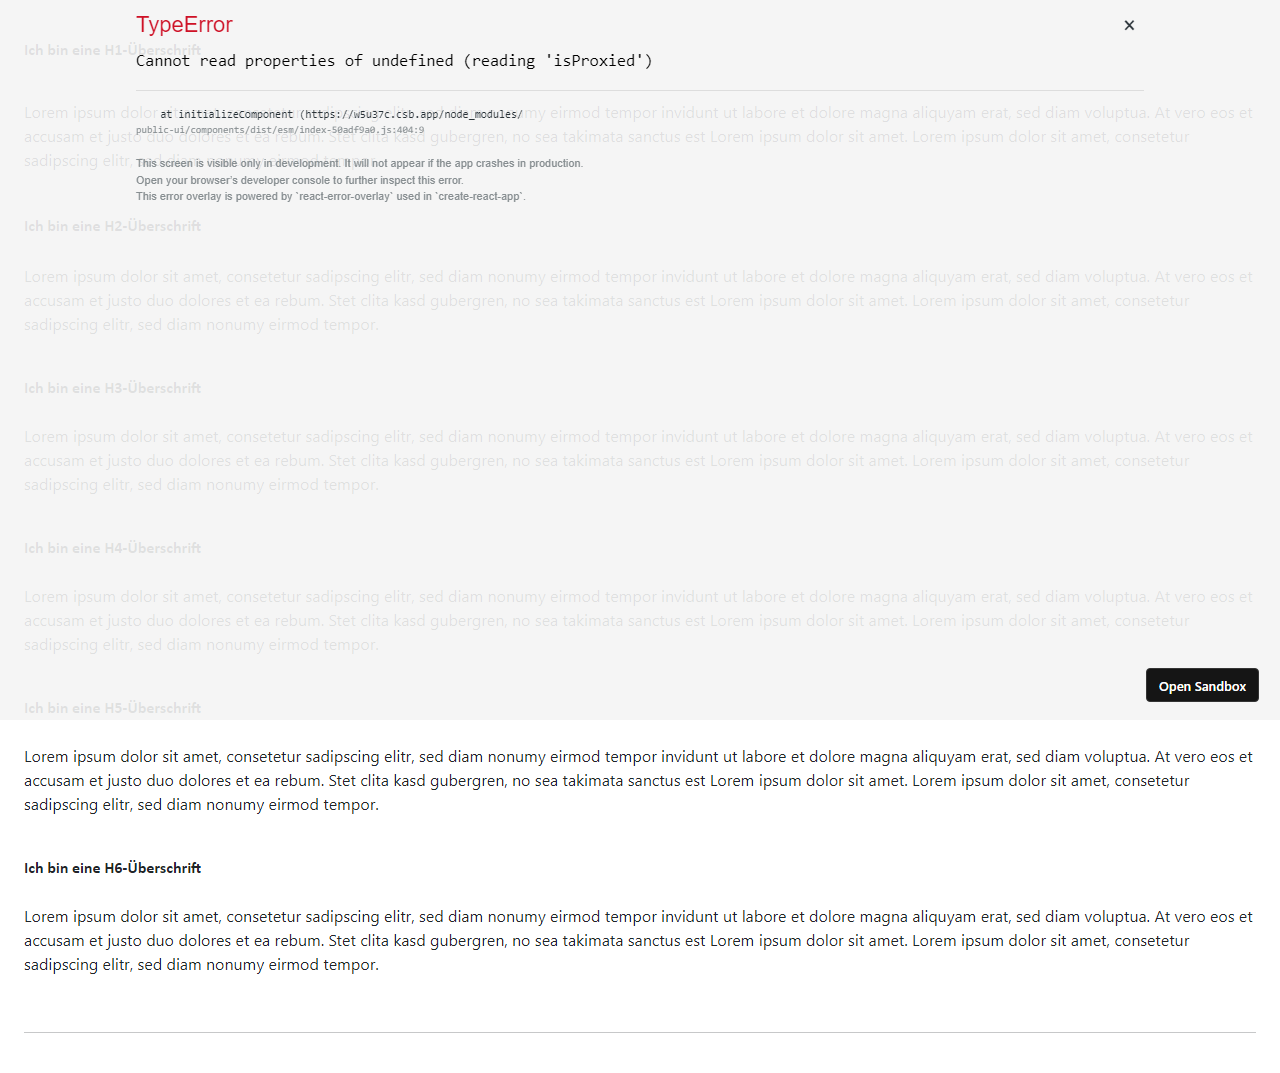 TypeError
×
Ich bin eine H1-Überschrift
Cannot read properties of undefined (reading 'isProxied')
Lorem ipsum dolor sit amet, consetetur sadipscing elitr, sed diam nonumy eirmod tempor invidunt ut labore et dolore magna aliquyam erat, sed diam voluptua. At vero eos et
at initializeComponent (https://w5u37c.csb.app/node_modules/
public-ui/components/dist/esm/index-50adf9a0.js:404:9
accusam et justo duo dolores et ea rebum. Stet clita kasd gubergren, no sea takimata sanctus est Lorem ipsum dolor sit amet. Lorem ipsum dolor sit amet, consetetur
sadipscing elitr, sed diam nonumy eirmod tempor.
This screen is visible only in development. It will not appear if the app crashes in production.
Open your browser's developer console to further inspect this error.
This error overlay is powered by `react-error-overlay` used in `create-react-app`.
Ich bin eine H2-Überschrift
Lorem ipsum dolor sit amet, consetetur sadipscing elitr, sed diam nonumy eirmod tempor invidunt ut labore et dolore magna aliquyam erat, sed diam voluptua. At vero eos et
accusam et justo duo dolores et ea rebum. Stet clita kasd gubergren, no sea takimata sanctus est Lorem ipsum dolor sit amet. Lorem ipsum dolor sit amet, consetetur
sadipscing elitr, sed diam nonumy eirmod tempor.
Ich bin eine H3-Überschrift
Lorem ipsum dolor sit amet, consetetur sadipscing elitr, sed diam nonumy eirmod tempor invidunt ut labore et dolore magna aliquyam erat, sed diam voluptua. At vero eos et
accusam et justo duo dolores et ea rebum. Stet clita kasd gubergren, no sea takimata sanctus est Lorem ipsum dolor sit amet. Lorem ipsum dolor sit amet, consetetur
sadipscing elitr, sed diam nonumy eirmod tempor.
Ich bin eine H4-Überschrift
Lorem ipsum dolor sit amet, consetetur sadipscing elitr, sed diam nonumy eirmod tempor invidunt ut labore et dolore magna aliquyam erat, sed diam voluptua. At vero eos et
accusam et justo duo dolores et ea rebum. Stet clita kasd gubergren, no sea takimata sanctus est Lorem ipsum dolor sit amet. Lorem ipsum dolor sit amet, consetetur
sadipscing elitr, sed diam nonumy eirmod tempor.
Open Sandbox
Ich bin eine H5-Überschrift
Lorem ipsum dolor sit amet, consetetur sadipscing elitr, sed diam nonumy eirmod tempor invidunt ut labore et dolore magna aliquyam erat, sed diam voluptua. At vero eos et
accusam et justo duo dolores et ea rebum. Stet clita kasd gubergren, no sea takimata sanctus est Lorem ipsum dolor sit amet. Lorem ipsum dolor sit amet, consetetur
sadipscing elitr, sed diam nonumy eirmod tempor.
Ich bin eine H6-Überschrift
Lorem ipsum dolor sit amet, consetetur sadipscing elitr, sed diam nonumy eirmod tempor invidunt ut labore et dolore magna aliquyam erat, sed diam voluptua. At vero eos et
accusam et justo duo dolores et ea rebum. Stet clita kasd gubergren, no sea takimata sanctus est Lorem ipsum dolor sit amet. Lorem ipsum dolor sit amet, consetetur
sadipscing elitr, sed diam nonumy eirmod tempor.